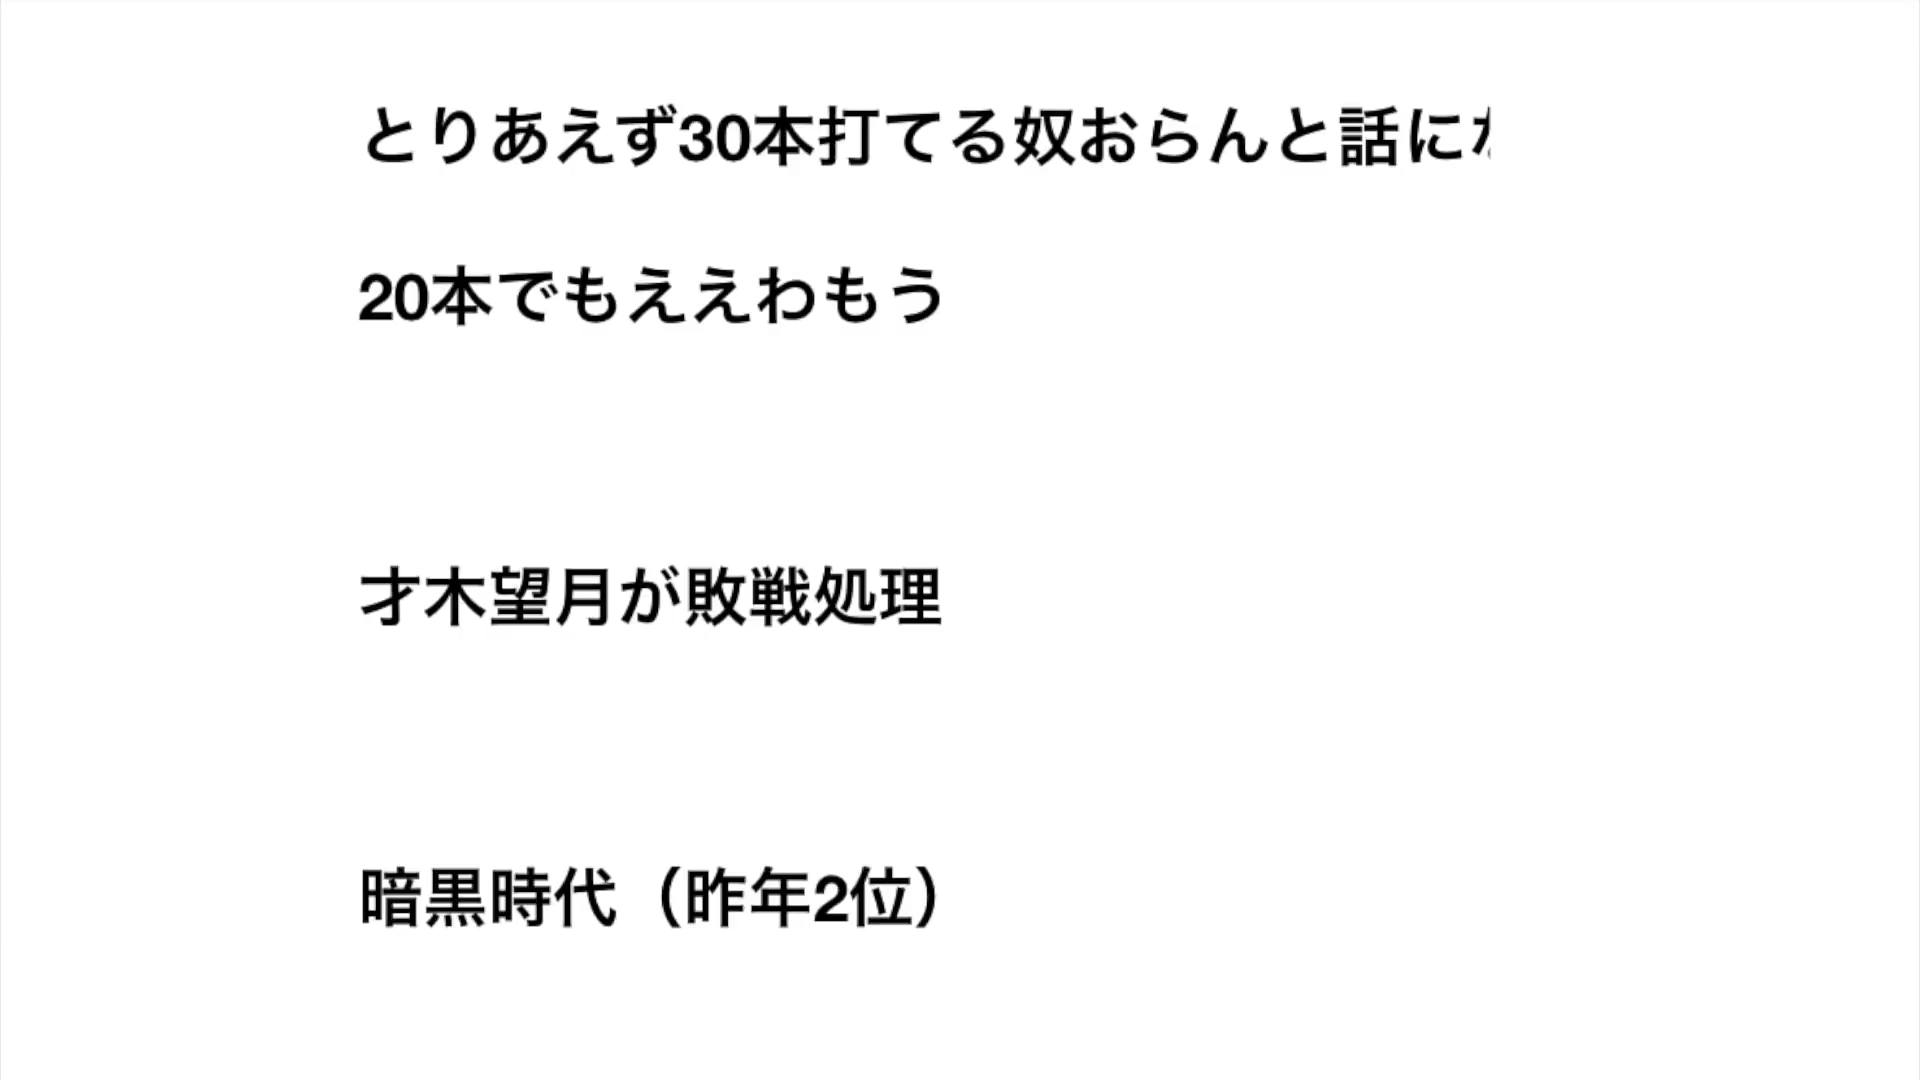 とりあえず30本打てる奴おらんと話にな
20本でもええわもう
才木望月が敗戦処理
暗黒時代（昨年2位）